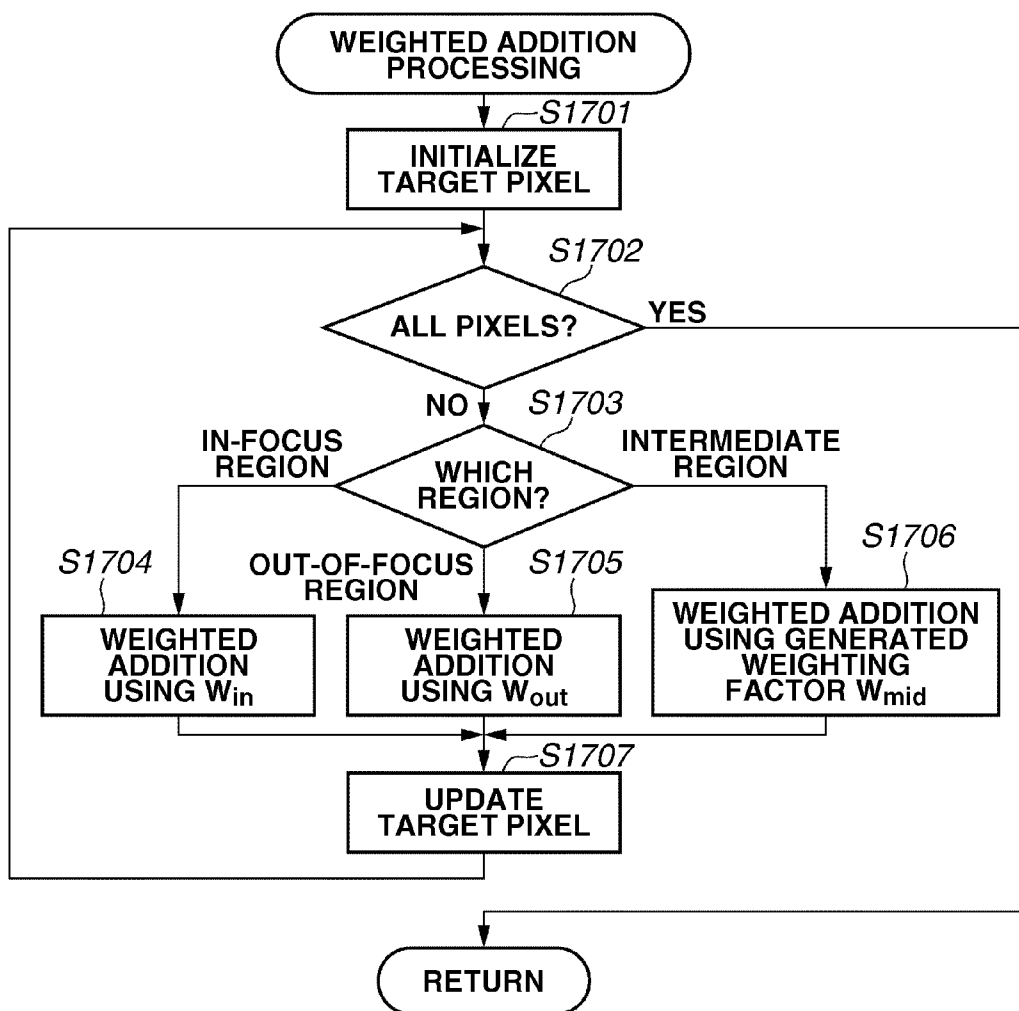 WEIGHTED ADDITION
PROCESSING
S1701
INITIALIZE
TARGET PIXEL
S1702
ALL PIXELS?
YES
NO
S1703
IN-FOCUS
REGION
WHICH
REGION?
INTERMEDIATE
REGION
S1704
OUT-OF-FOCUS
REGION
S1705
S1706
WEIGHTED
ADDITION
USING Win
WEIGHTED
ADDITION
USING Wout
WEIGHTED ADDITION
USING GENERATED
WEIGHTING
FACTOR Wmid
S1707
UPDATE
TARGET PIXEL
RETURN